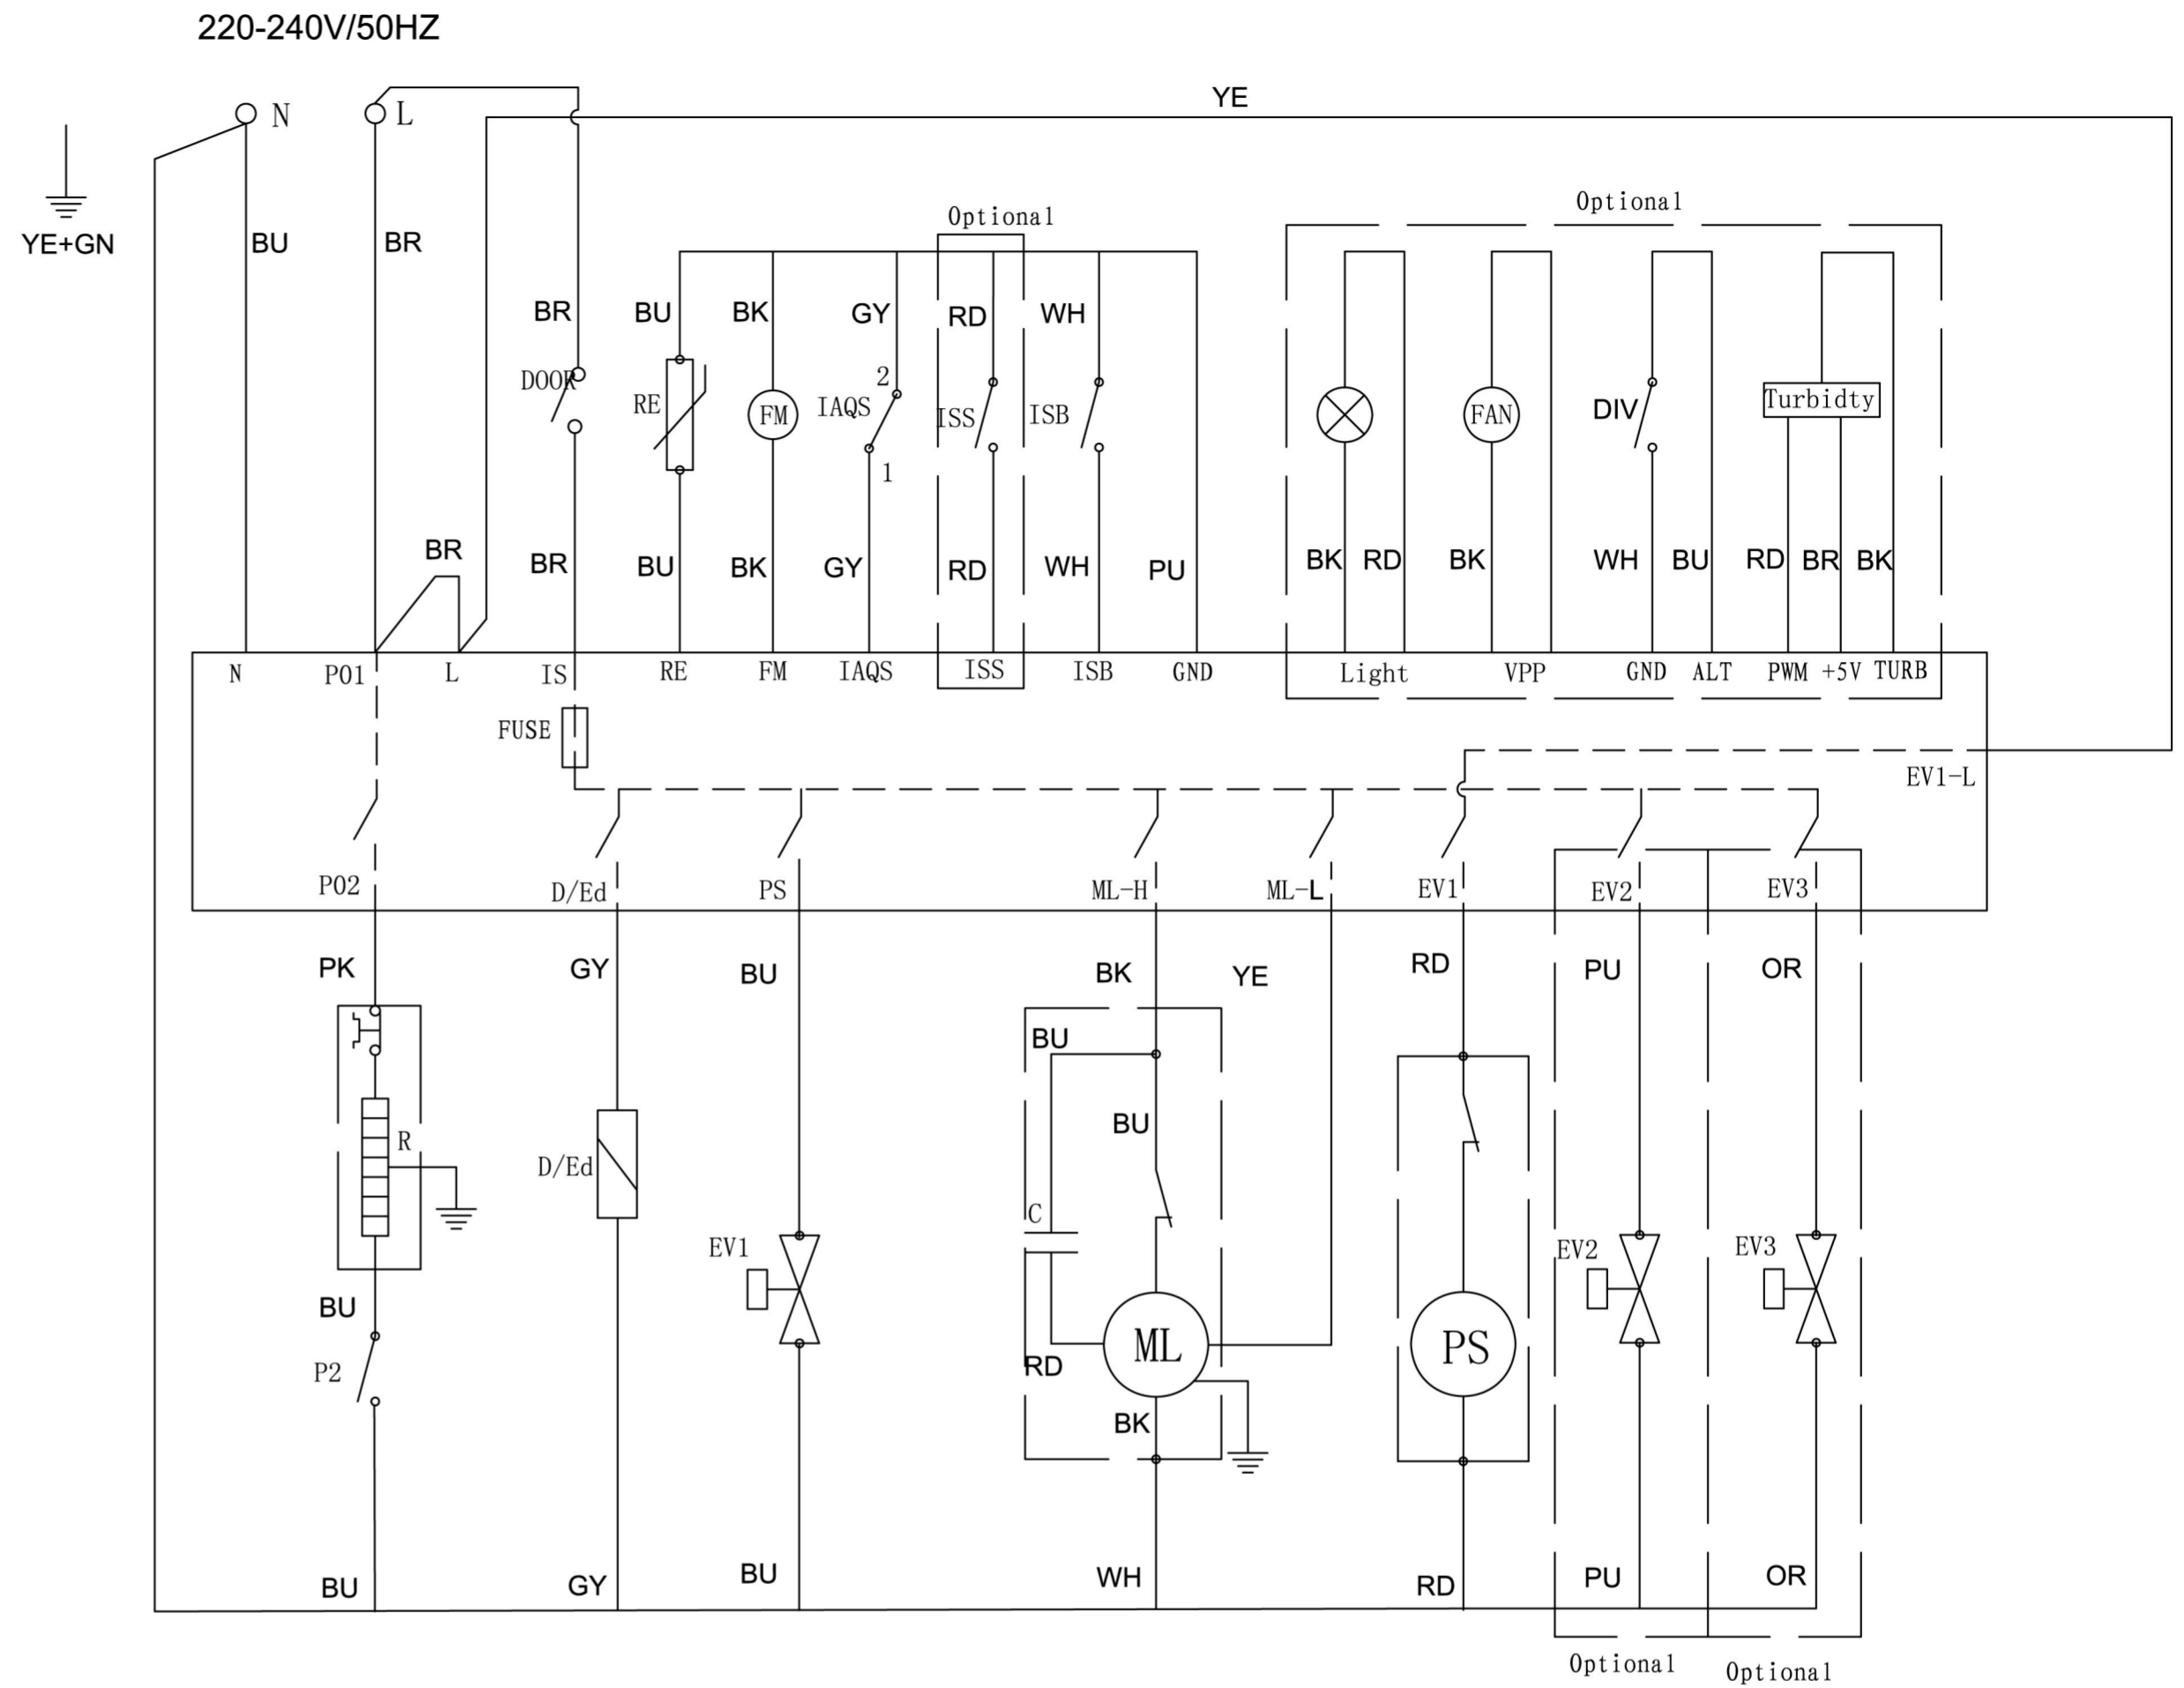 220-240V/50HZ
YE
N
L
Optional
Optional
YE+GN
BU
BR
BR
BU
BK
GY
RD
WH
DOOR
RE
FM
IAQS
2
1
ISS
ISB
FAN
DIV
Turbidty
BR
BR
BU
BK
GY
RD
WH
PU
BK
RD
BK
WH
BU
RD
BR
BK
N
P01
L
IS
RE
FM
IAQS
ISS
ISB
GND
Light
VPP
GND
ALT
PWM
+5V
TURB
FUSE
EV1-L
P02
D/Ed
PS
ML-H
ML-L
EV1
EV2
EV3
PK
GY
BU
BK
YE
RD
PU
OR
BU
BU
R
D/Ed
C
EV1
EV2
EV3
BU
P2
ML
PS
RD
BK
BU
GY
BU
WH
RD
PU
OR
Optional
Optional